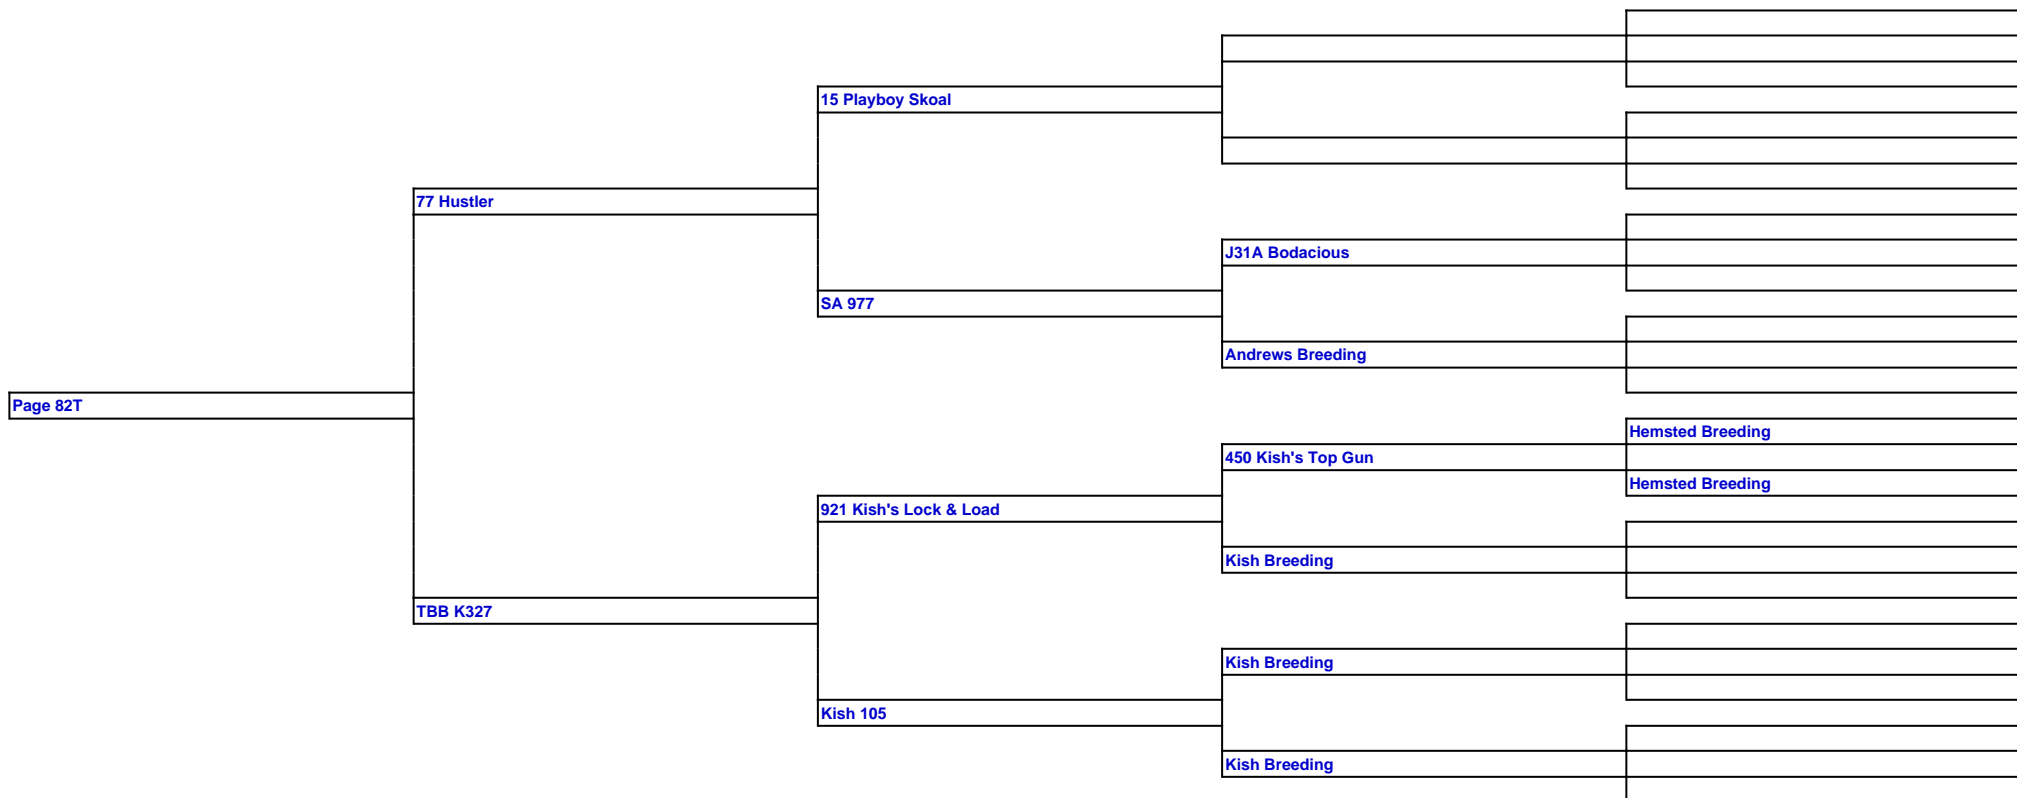 15 Playboy Skoal
77 Hustler
J31A Bodacious
SA 977
Andrews Breeding
Page 82T
Hemsted Breeding
450 Kish's Top Gun
Hemsted Breeding
921 Kish's Lock & Load
Kish Breeding
TBB K327
Kish Breeding
Kish 105
Kish Breeding